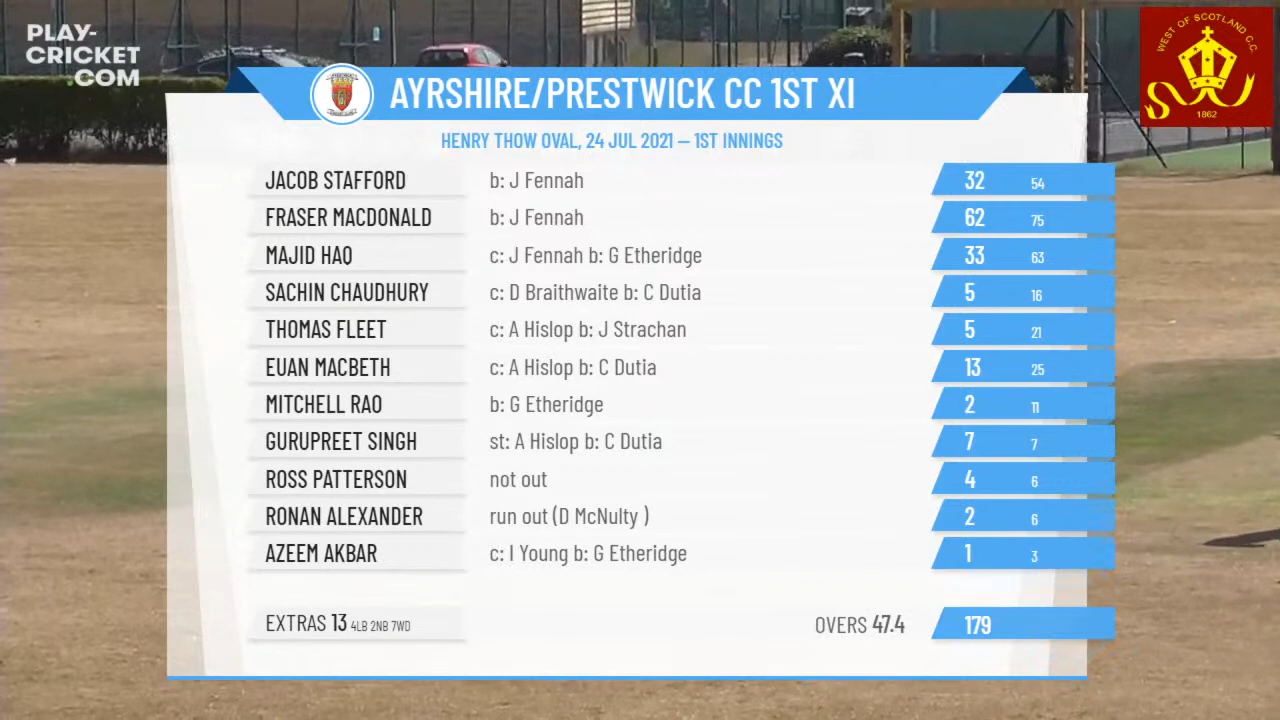 PLAY-
CRICKET
.COM
WEST OF SCOTLAND C.C.
1862
AYRSHIRE/PRESTWICK CC 1ST XI
HENRY THOW OVAL, 24 JUL 2021 – 1ST INNINGS
JACOB STAFFORD b: J Fennah 32 54
FRASER MACDONALD b: J Fennah 62 75
MAJID HAQ c: J Fennah b: G Etheridge 33 63
SACHIN CHAUDHURY c: D Braithwaite b: C Dutia 5 16
THOMAS FLEET c: A Hislop b: J Strachan 5 21
EUAN MACBETH c: A Hislop b: C Dutia 13 25
MITCHELL RAO b: G Etheridge 2 11
GURUPREET SINGH st: A Hislop b: C Dutia 7 7
ROSS PATTERSON not out 4 6
RONAN ALEXANDER run out (D McNulty ) 2 6
AZEEM AKBAR c: I Young b: G Etheridge 1 3
EXTRAS 13 4LB 2NB 7WD OVERS 47.4 179